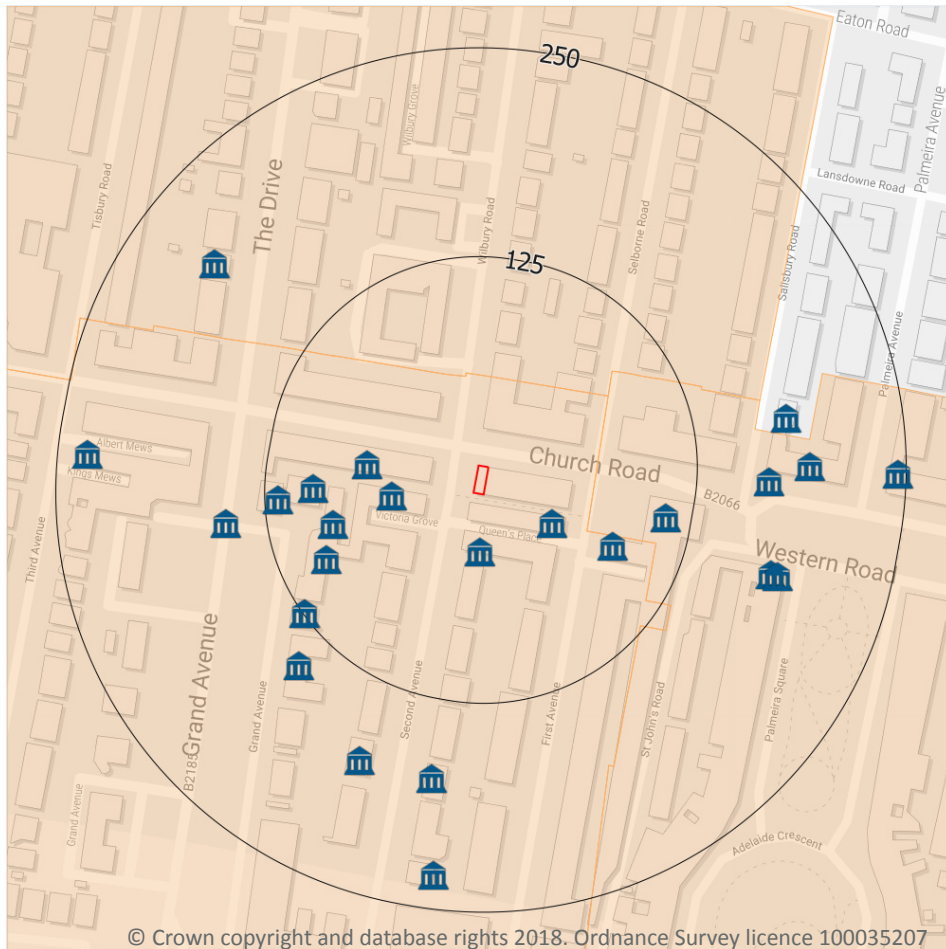 Eaton Road
250
Wilbury Grove
Palmeira Avenue
Lansdowne Road
Tisbury Road
The Drive
Wilbury Road
Selborne Road
Salisbury Road
125
Palmeira Avenue
Albert Mews
Kings Mews
Church Road
B2066
Victoria Grove
Queen's Place
Western Road
Third Avenue
Grand Avenue
B2185
Grand Avenue
Second Avenue
First Avenue
St John's Road
Palmeira Square
Grand Avenue
Adelaide Crescent
© Crown copyright and database rights 2018. Ordnance Survey licence 100035207